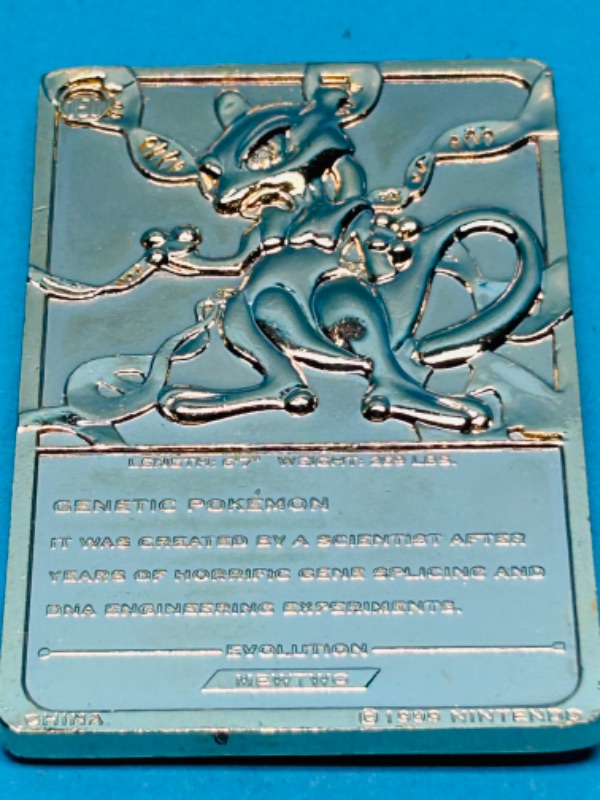 150
LENGTH: 6'7" WEIGHT: 269 LBS.
GENETIC POKÉMON
IT WAS CREATED BY A SCIENTIST AFTER
YEARS OF HORRIFIC GENE SPLICING AND
DNA ENGINEERING EXPERIMENTS.
EVOLUTION
MEWTWO
CHINA © 1999 NINTENDO